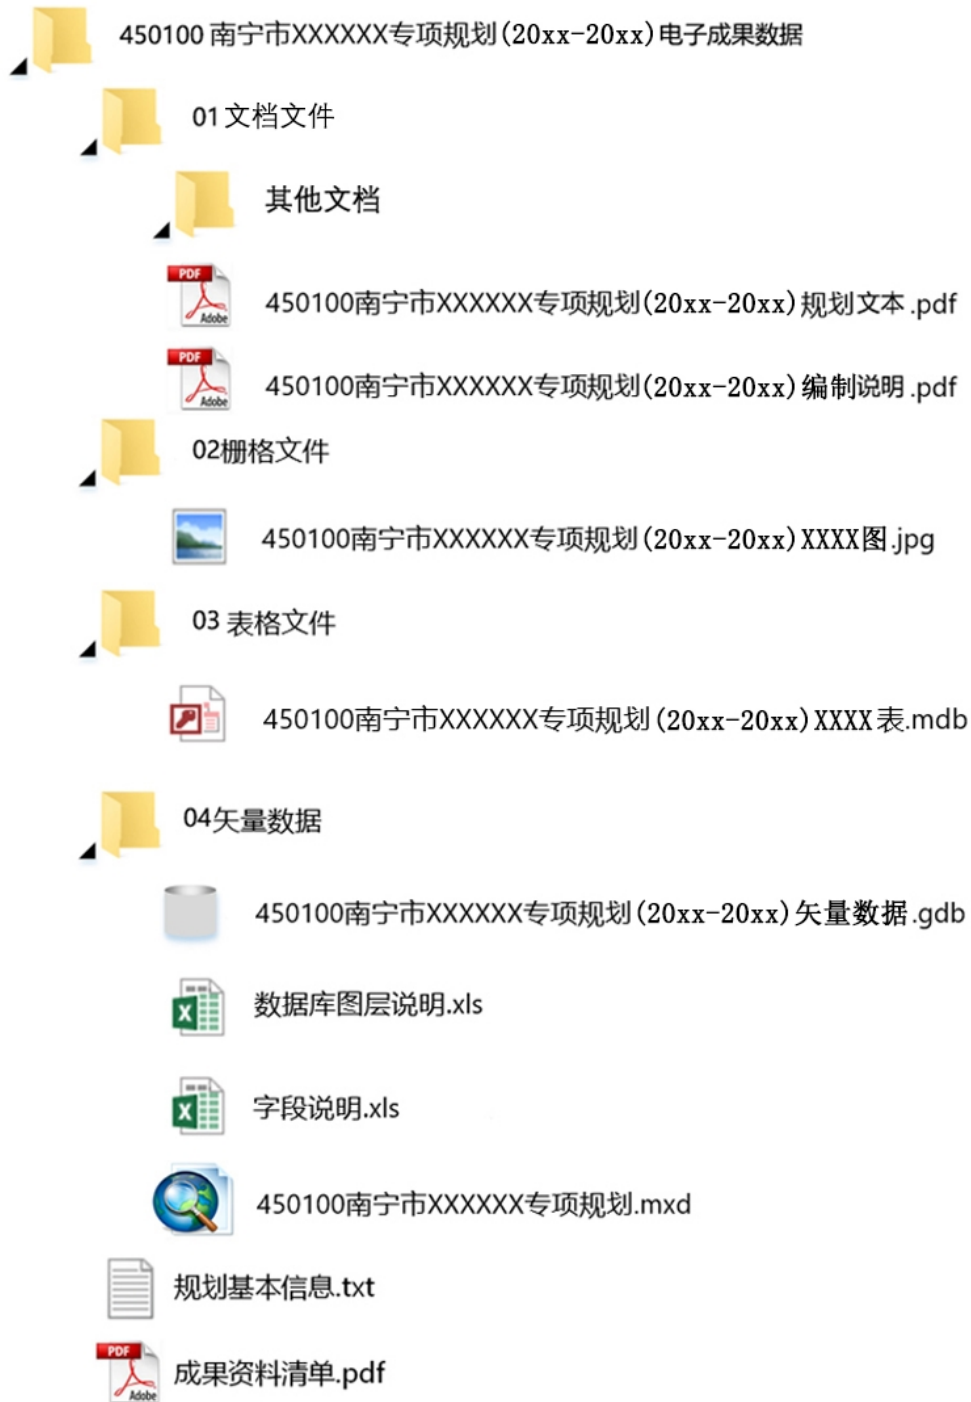 450100 南宁市XXXXXX专项规划(20xx-20xx)电子成果数据
01文档文件
其他文档
PDF
Adobe
450100南宁市XXXXXX专项规划(20xx-20xx)规划文本.pdf
PDF
Adobe
450100南宁市XXXXXX专项规划(20xx-20xx)编制说明.pdf
02栅格文件
450100南宁市XXXXXX专项规划(20xx-20xx)XXXX图.jpg
03 表格文件
450100南宁市XXXXXX专项规划(20xx-20xx)XXXX表.mdb
04矢量数据
450100南宁市XXXXXX专项规划(20xx-20xx)矢量数据.gdb
X
数据库图层说明.xls
X
字段说明.xls
450100南宁市XXXXXX专项规划.mxd
规划基本信息.txt
PDF
Adobe
成果资料清单.pdf